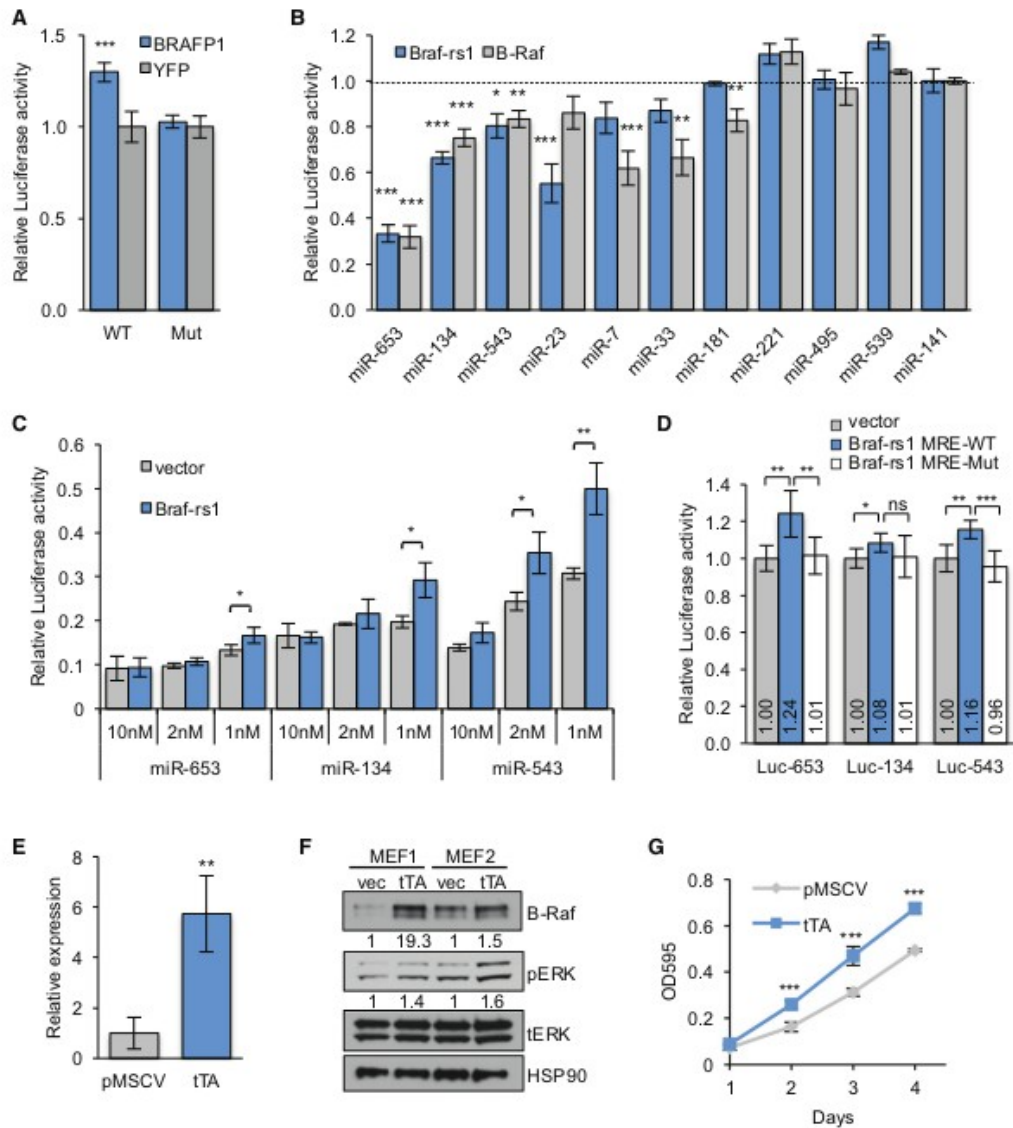 A
BRAFP1
YFP
Relative Luciferase activity
1.5
1.0
0.5
0.0
***
WT
Mut
B
Braf-rs1
B-Raf
Relative Luciferase activity
1.2
1.0
0.8
0.6
0.4
0.2
0.0
*** *** *** *** * ** *** *** ** **
miR-653
miR-134
miR-543
miR-23
miR-7
miR-33
miR-181
miR-221
miR-495
miR-539
miR-141
C
vector
Braf-rs1
Relative Luciferase activity
0.6
0.5
0.4
0.3
0.2
0.1
0
* * * **
10nM 2nM 1nM 10nM 2nM 1nM 10nM 2nM 1nM
miR-653 miR-134 miR-543
D
vector
Braf-rs1 MRE-WT
Braf-rs1 MRE-Mut
Relative Luciferase activity
1.4
1.2
1.0
0.8
0.6
0.4
0.2
0.0
** ** * ns ** ***
1.00 1.24 1.01 1.00 1.08 1.01 1.00 1.16 0.96
Luc-653 Luc-134 Luc-543
E
Relative expression
8
6
4
2
0
**
pMSCV tTA
F
MEF1 MEF2
vec tTA vec tTA
B-Raf
1 19.3 1 1.5
pERK
1 1.4 1 1.6
tERK
HSP90
G
pMSCV
tTA
OD595
0.8
0.6
0.4
0.2
0
*** *** ***
1 2 3 4
Days